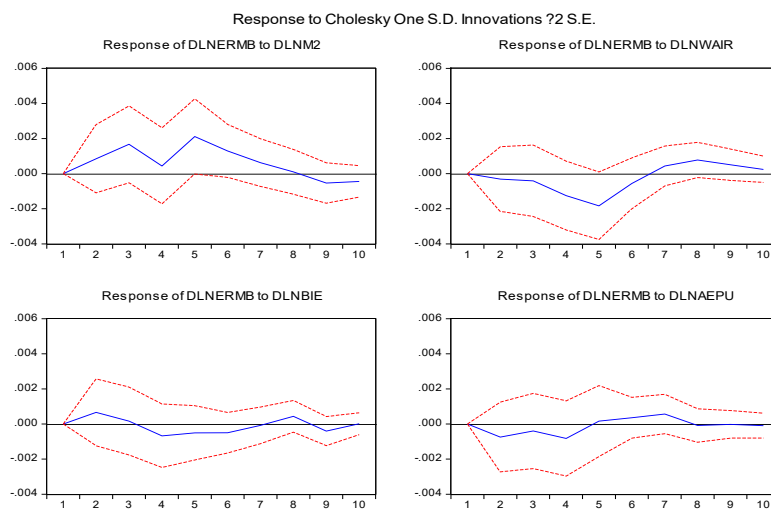 Response to Cholesky One S.D. Innovations ?2 S.E.
Response of DLNERMB to DLNM2
Response of DLNERMB to DLNWAIR
.006
.004
.002
.000
-.002
-.004
1 2 3 4 5 6 7 8 9 10
.006
.004
.002
.000
-.002
-.004
1 2 3 4 5 6 7 8 9 10
Response of DLNERMB to DLNBIE
Response of DLNERMB to DLNAEPU
.006
.004
.002
.000
-.002
-.004
1 2 3 4 5 6 7 8 9 10
.006
.004
.002
.000
-.002
-.004
1 2 3 4 5 6 7 8 9 10